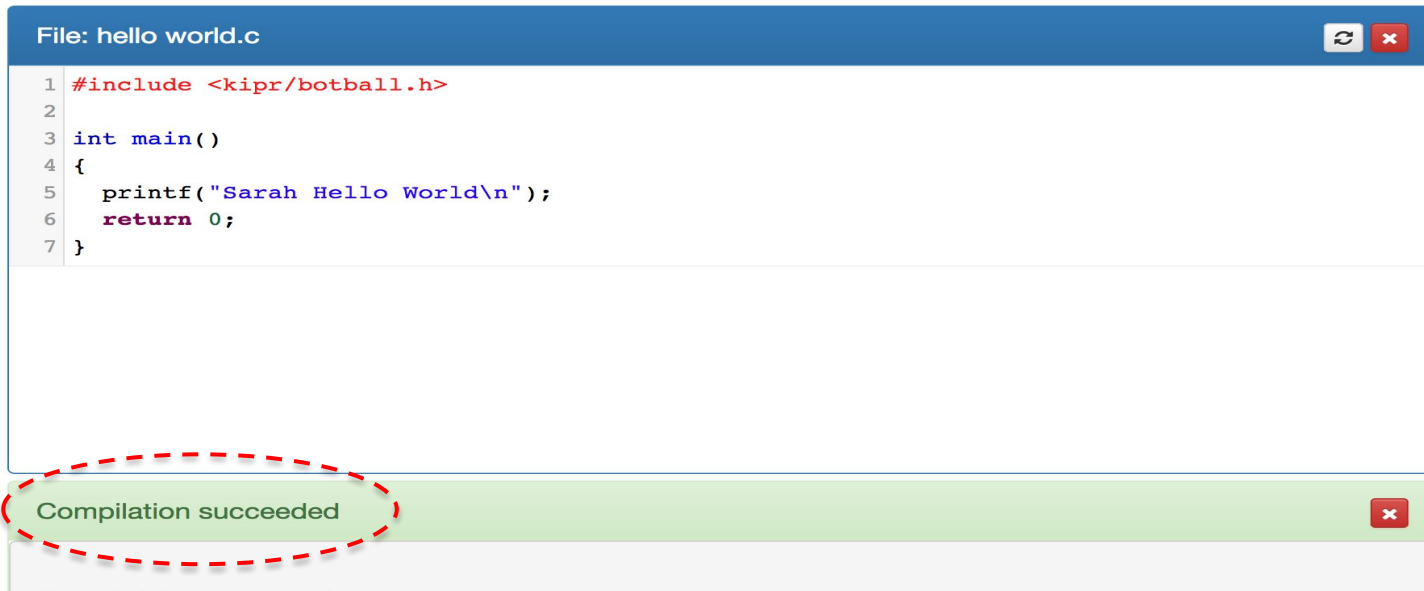 File: hello world.c
1 #include <kipr/botball.h>
2
3 int main()
4 {
5   printf("Sarah Hello World\n");
6   return 0;
7 }
Compilation succeeded